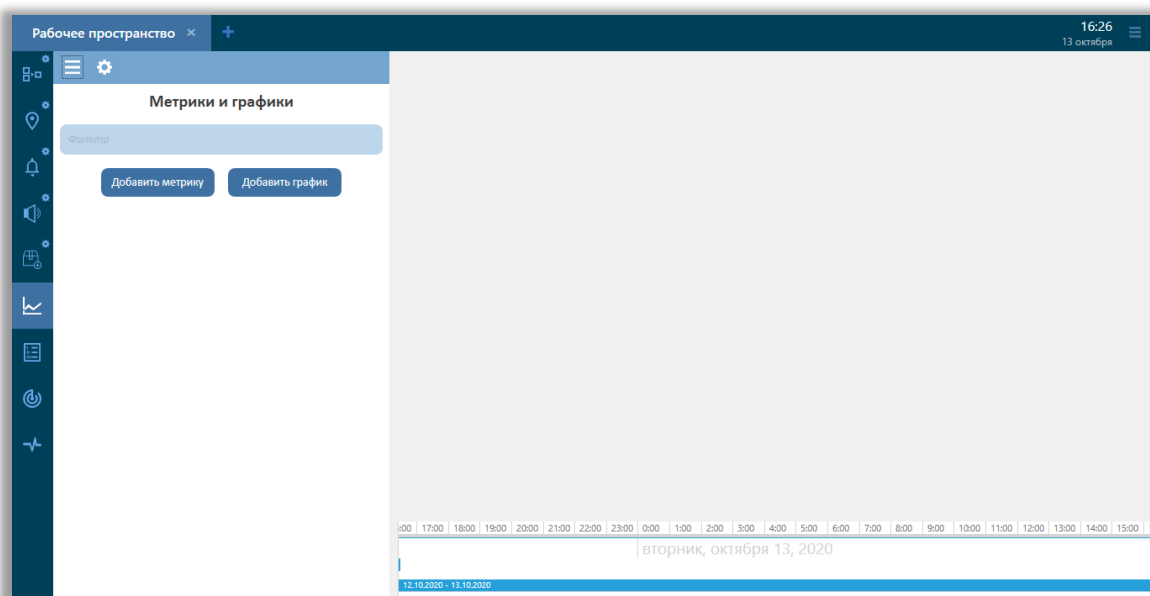 Рабочее пространство × +
16:26
13 октября
Метрики и графики
Фильтр
Добавить метрику Добавить график
:00 17:00 18:00 19:00 20:00 21:00 22:00 23:00 0:00 1:00 2:00 3:00 4:00 5:00 6:00 7:00 8:00 9:00 10:00 11:00 12:00 13:00 14:00 15:00
вторник, октября 13, 2020
12.10.2020 - 13.10.2020